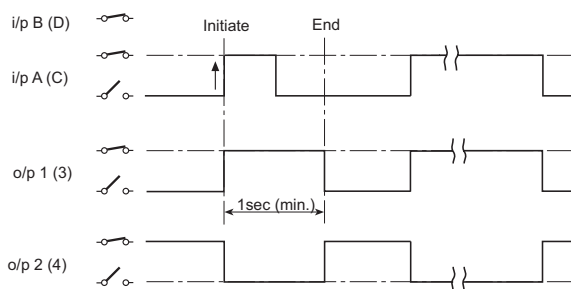 i/p B (D)
Initiate
End
i/p A (C)
o/p 1 (3)
1sec (min.)
o/p 2 (4)